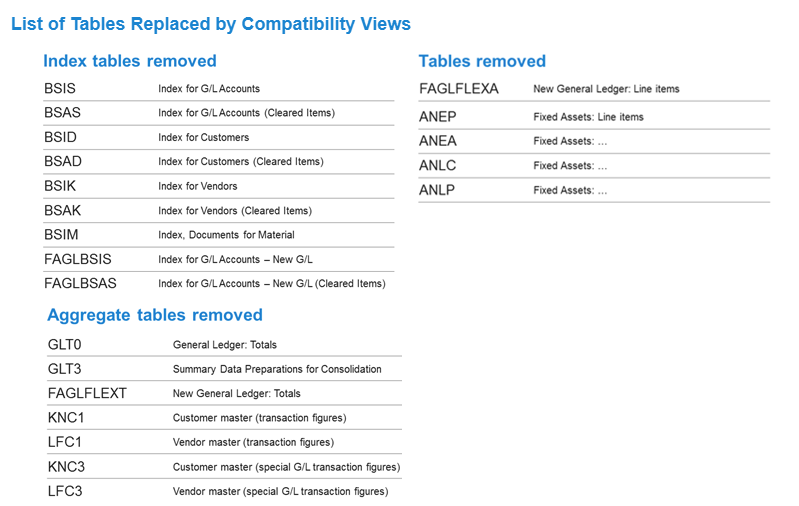 List of Tables Replaced by Compatibility Views
Index tables removed
BSIS Index for G/L Accounts
BSAS Index for G/L Accounts (Cleared Items)
BSID Index for Customers
BSAD Index for Customers (Cleared Items)
BSIK Index for Vendors
BSAK Index for Vendors (Cleared Items)
BSIM Index, Documents for Material
FAGLBSIS Index for G/L Accounts – New G/L
FAGLBSAS Index for G/L Accounts – New G/L (Cleared Items)
Aggregate tables removed
GLT0 General Ledger: Totals
GLT3 Summary Data Preparations for Consolidation
FAGLFLEXT New General Ledger: Totals
KNC1 Customer master (transaction figures)
LFC1 Vendor master (transaction figures)
KNC3 Customer master (special G/L transaction figures)
LFC3 Vendor master (special G/L transaction figures)
Tables removed
FAGLFLEXA New General Ledger: Line items
ANEP Fixed Assets: Line items
ANEA Fixed Assets: ...
ANLC Fixed Assets: ...
ANLP Fixed Assets: ...